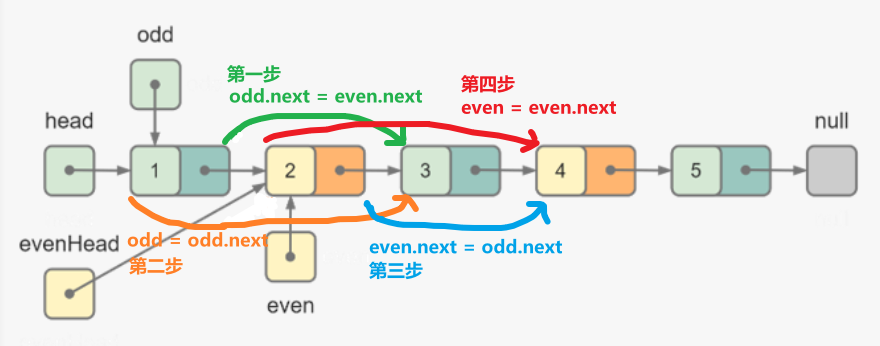 odd
第一步
odd.next = even.next
第四步
even = even.next
head
null
1
2
3
4
5
evenHead
odd = odd.next
第二步
even.next = odd.next
第三步
even